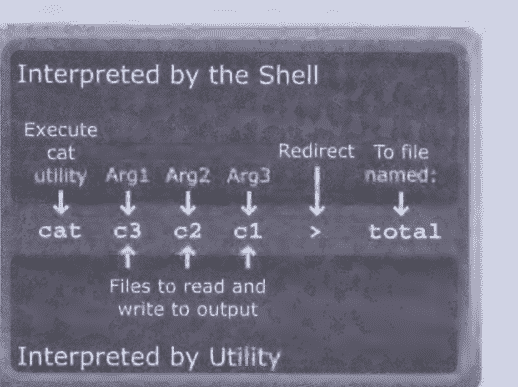 Interpreted by the Shell
Execute
cat
utility
Arg1
Arg2
Arg3
Redirect
To file
named:
cat c3 c2 c1 > total
Files to read and
write to output
Interpreted by Utility